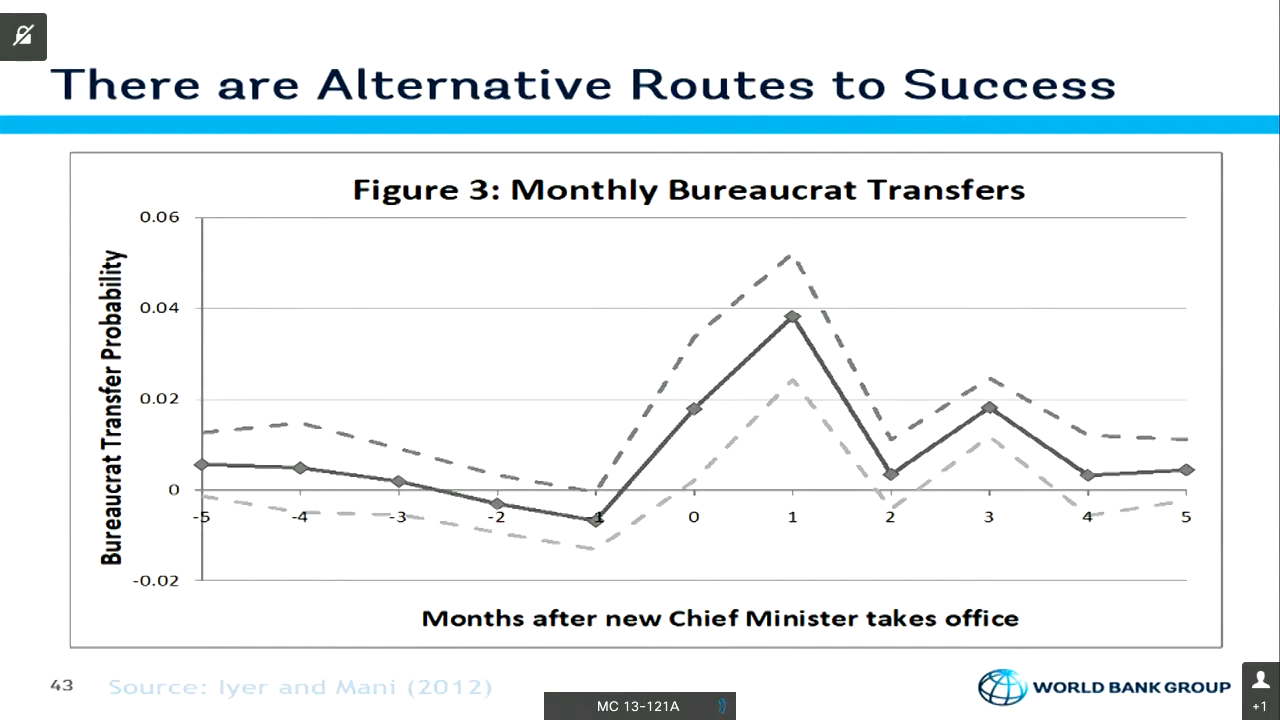 There are Alternative Routes to Success
Figure 3: Monthly Bureaucrat Transfers
Bureaucrat Transfer Probability
0.06
0.04
0.02
0
-0.02
-5 -4 -3 -2 -1 0 1 2 3 4 5
Months after new Chief Minister takes office
43 Source: Iyer and Mani (2012)
WORLD BANK GROUP
MC 13-121A
+1